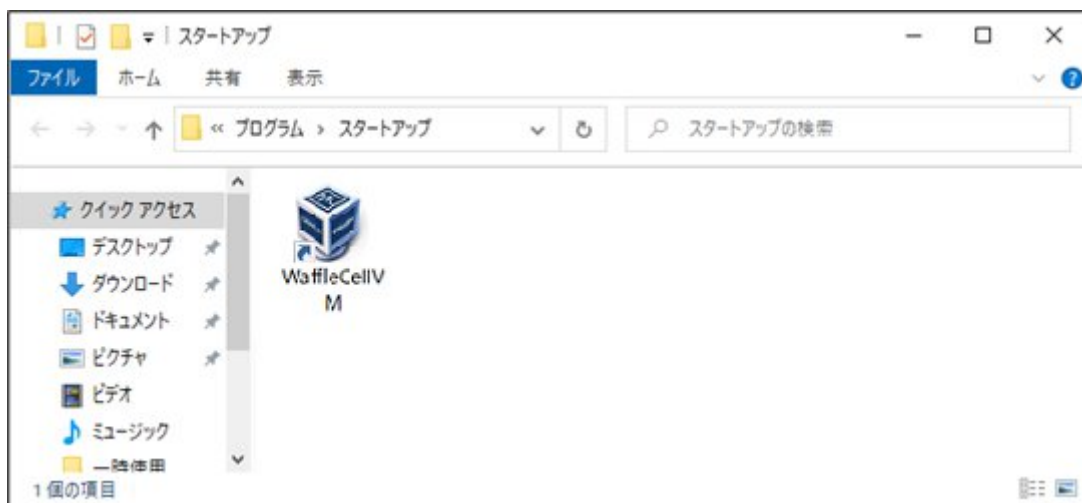 スタートアップ
ファイル ホーム 共有 表示
« プログラム › スタートアップ スタートアップの検索
クイック アクセス
デスクトップ
ダウンロード
ドキュメント
ピクチャ
ビデオ
ミュージック
一時使用
WaffleCellV
M
1 個の項目